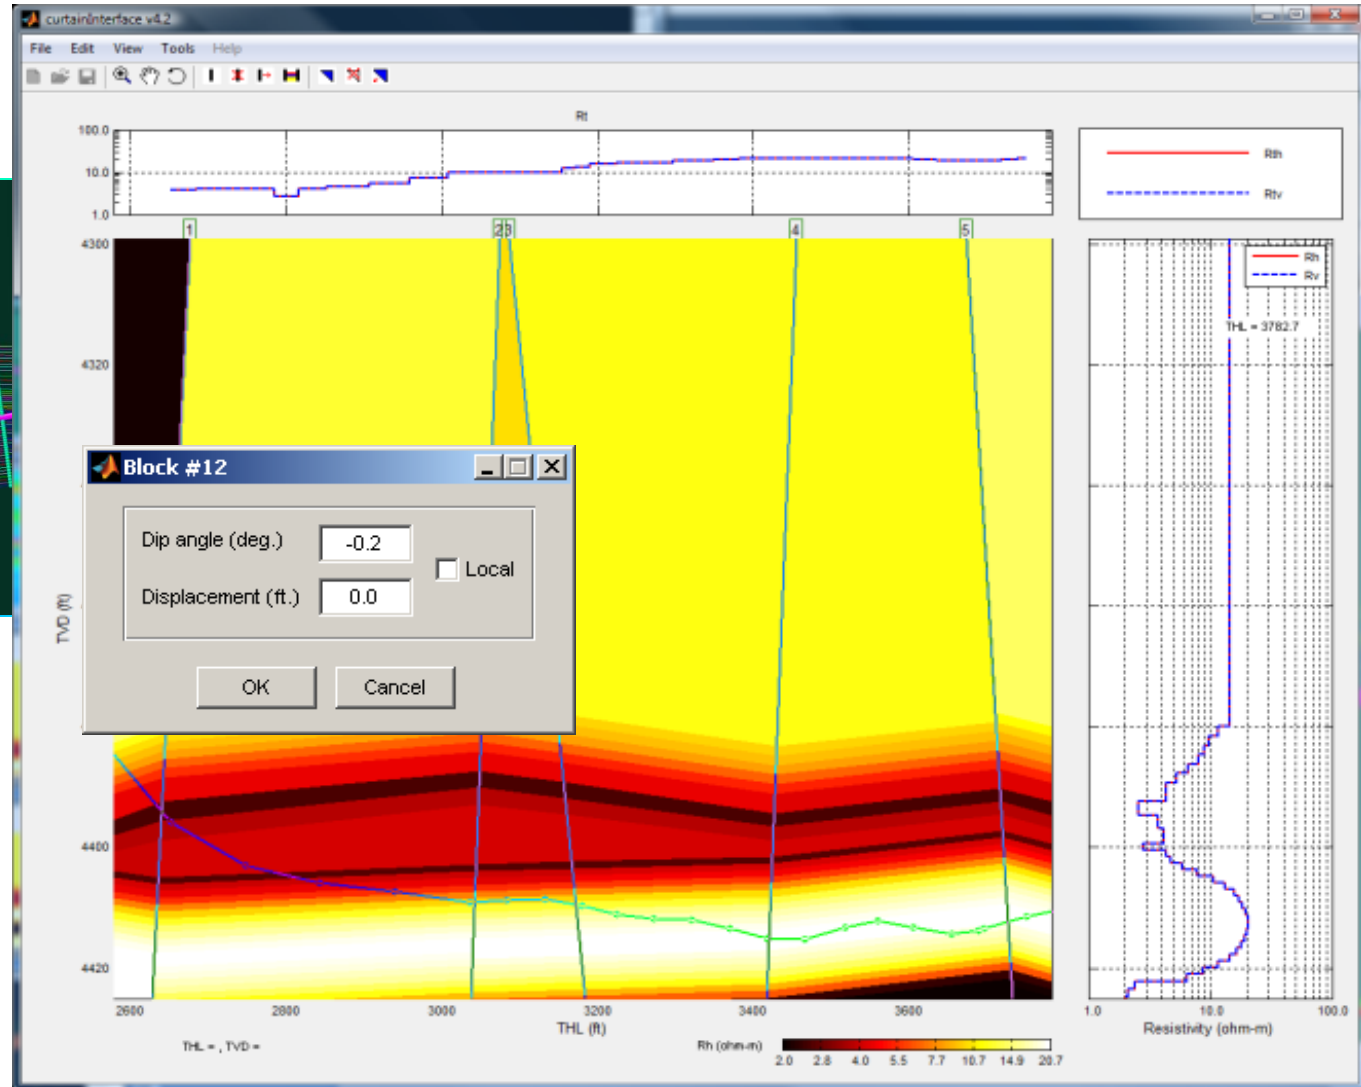 curtainInterface v4.2
File Edit View Tools Help
Rt
100.0
10.0
1.0
Rth
Rtv
1 2 3 4 5
4300
4320
4400
4420
TVD (ft)
Block #12
Dip angle (deg.) -0.2
Local
Displacement (ft.) 0.0
OK Cancel
2600 2800 3000 3200 3400 3600
THL (ft)
THL = , TVD =
Rh (ohm-m)
2.0 2.8 4.0 5.5 7.7 10.7 14.9 20.7
Rh
Rv
THL = 3782.7
1.0 10.0 100.0
Resistivity (ohm-m)